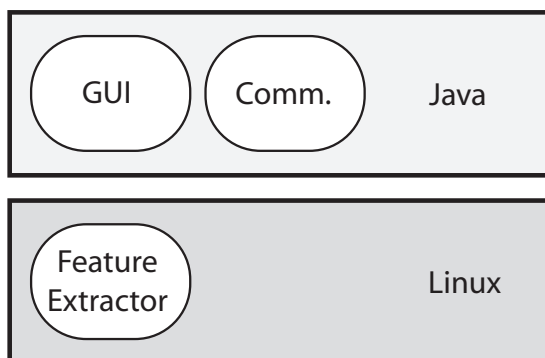 GUI
Comm.
Java
Feature
Extractor
Linux